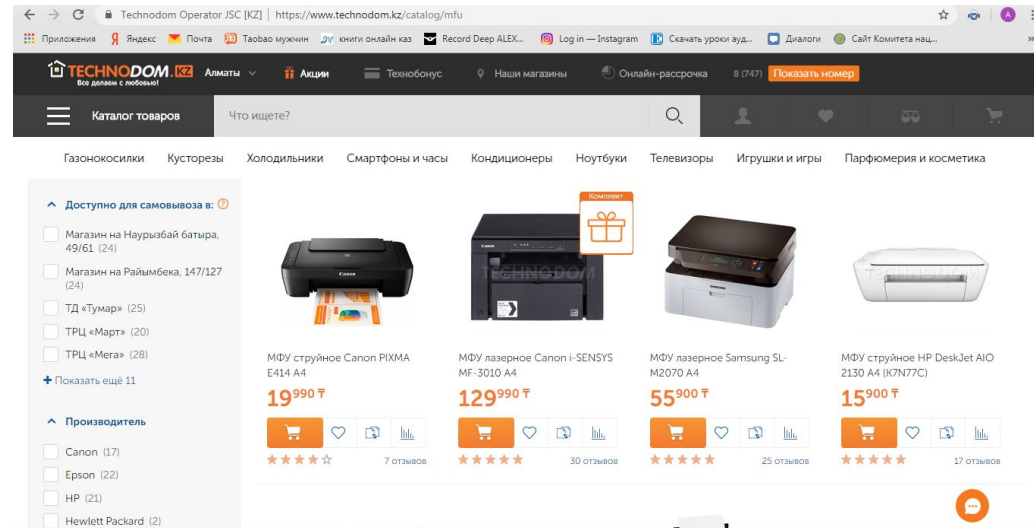 Technodom Operator JSC [KZ] | https://www.technodom.kz/catalog/mfu
Приложения Яндекс Почта Taobao мужчин книги онлайн каз Record Deep ALEX... Log in — Instagram Скачать уроки ауд... Диалоги Сайт Комитета нац...
TECHNODOM.KZ
Все делаем с любовью!
Алматы Акции Технобонус Наши магазины Онлайн-рассрочка 8 (747) Показать номер
Каталог товаров Что ищете?
Газонокосилки Кусторезы Холодильники Смартфоны и часы Кондиционеры Ноутбуки Телевизоры Игрушки и игры Парфюмерия и косметика
Доступно для самовывоза в: ?
Магазин на Наурызбай батыра,
49/61 (24)
Магазин на Райымбека, 147/127
(24)
ТД «Тумар» (25)
ТРЦ «Март» (20)
ТРЦ «Мега» (28)
+ Показать ещё 11
Производитель
Canon (17)
Epson (22)
HP (21)
Hewlett Packard (2)
МФУ струйное Canon PIXMA
E414 A4
19 990 ₸
7 отзывов
Комплект
TECHNODOM
МФУ лазерное Canon i-SENSYS
MF-3010 A4
129 990 ₸
30 отзывов
МФУ лазерное Samsung SL-
M2070 A4
55 900 ₸
25 отзывов
TECHNODOM
МФУ струйное HP DeskJet AIO
2130 A4 (K7N77C)
15 900 ₸
17 отзывов